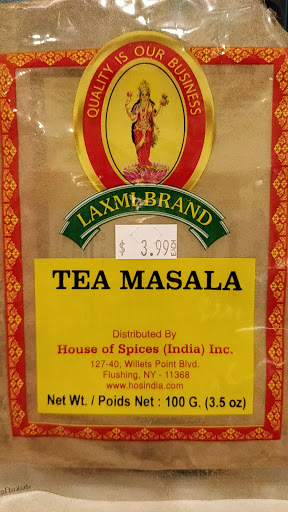 QUALITY IS OUR BUSINESS
LAXMI BRAND
$ 3.99 EACH
TEA MASALA
Distributed By
House of Spices (India) Inc.
127-40, Willets Point Blvd.
Flushing, NY - 11368
www.hosindia.com
Net Wt. / Poids Net : 100 G. (3.5 oz)